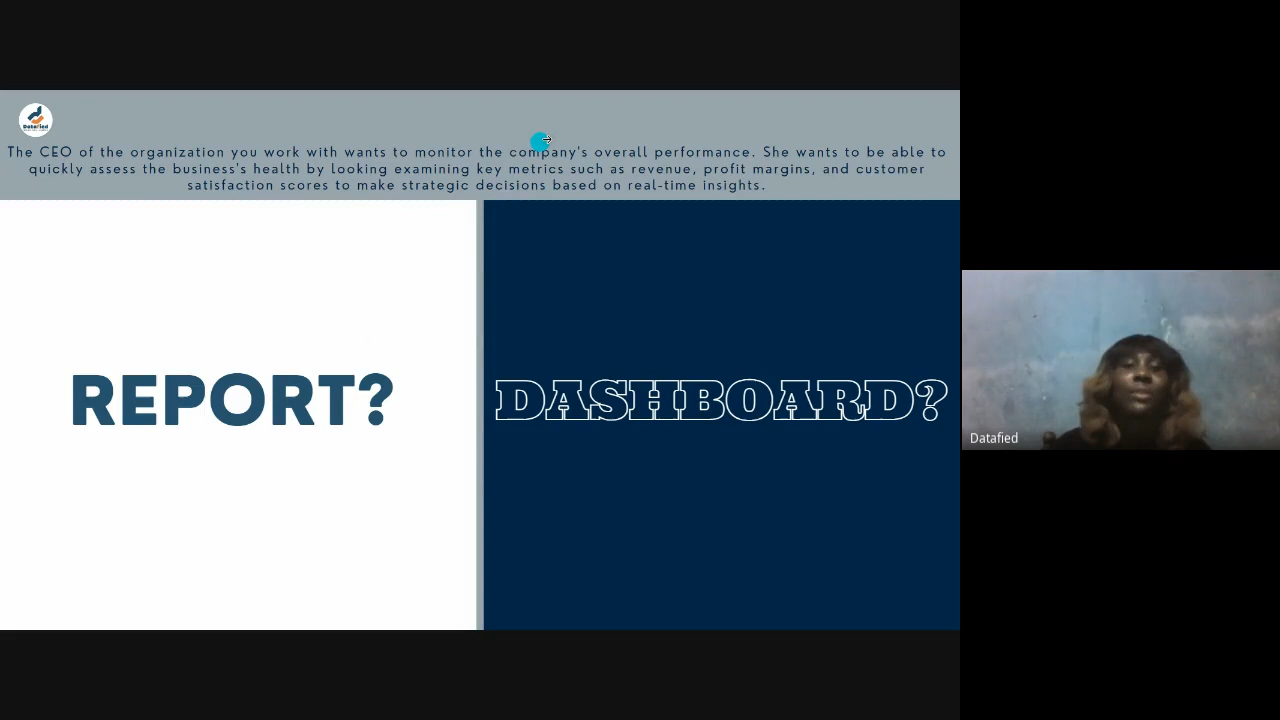 Datafied
The CEO of the organization you work with wants to monitor the company's overall performance. She wants to be able to
quickly assess the business's health by looking examining key metrics such as revenue, profit margins, and customer
satisfaction scores to make strategic decisions based on real-time insights.
REPORT?
DASHBOARD?
Datafied